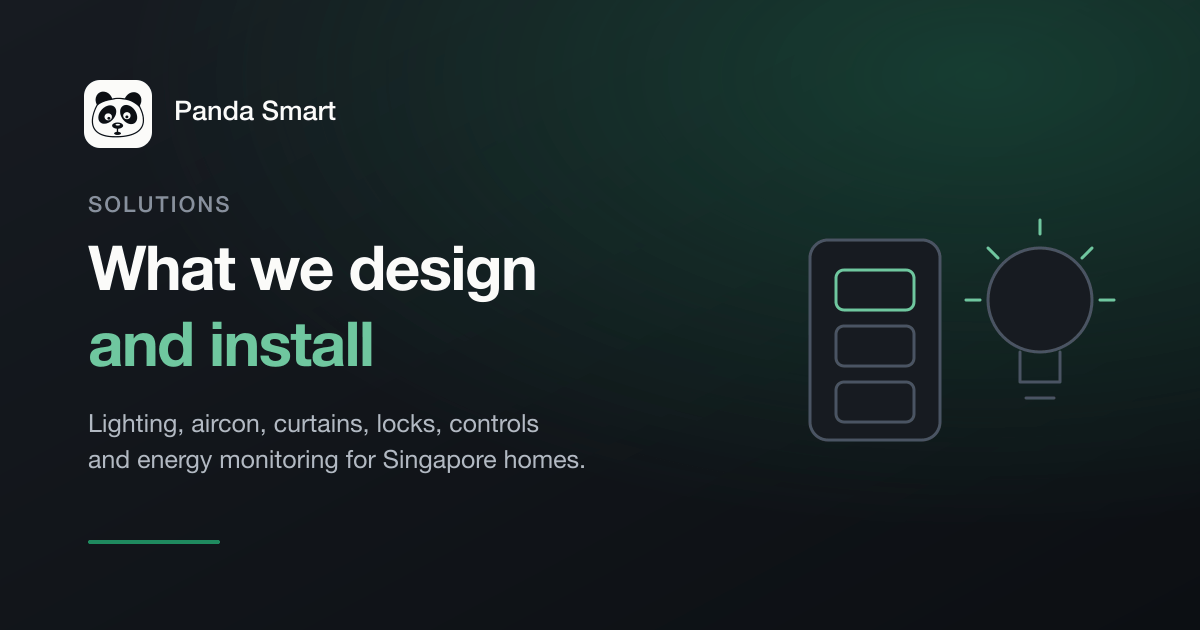 Panda Smart
SOLUTIONS
What we design
and install
Lighting, aircon, curtains, locks, controls
and energy monitoring for Singapore homes.